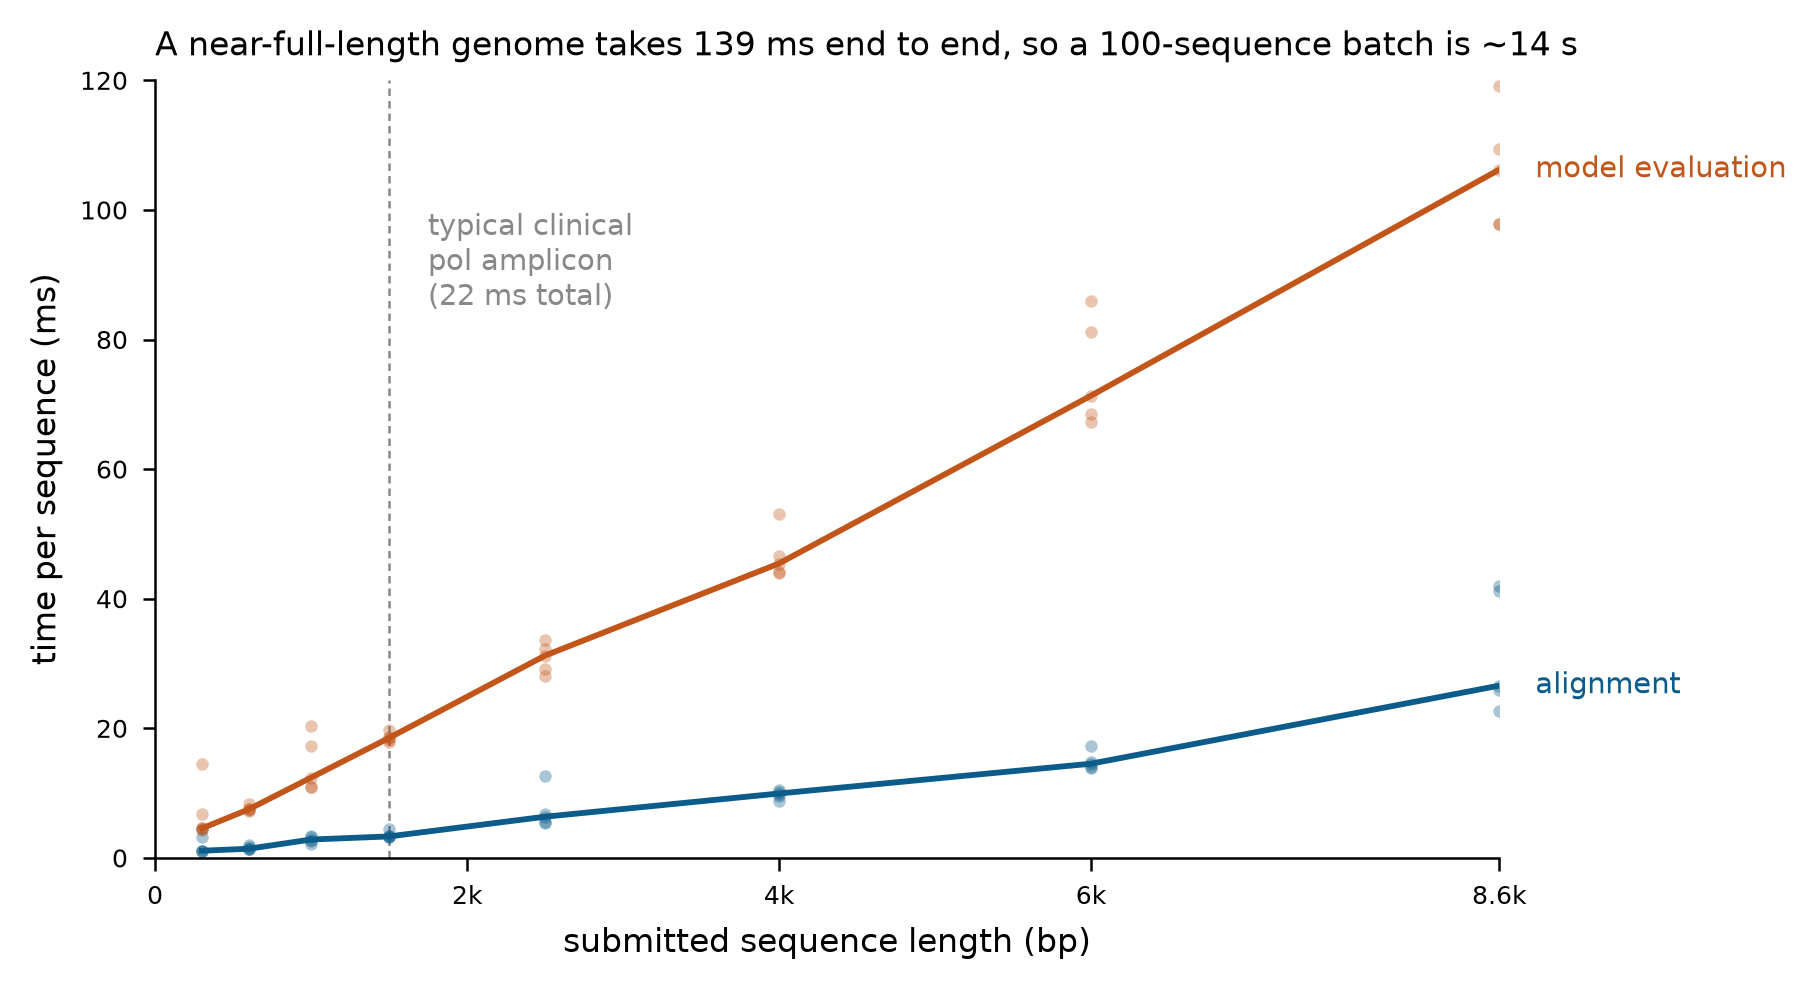 A near-full-length genome takes 139 ms end to end, so a 100-sequence batch is ~14 s
120
100
80
60
40
20
0
time per sequence (ms)
typical clinical
pol amplicon
(22 ms total)
model evaluation
alignment
0
2k
4k
6k
8.6k
submitted sequence length (bp)